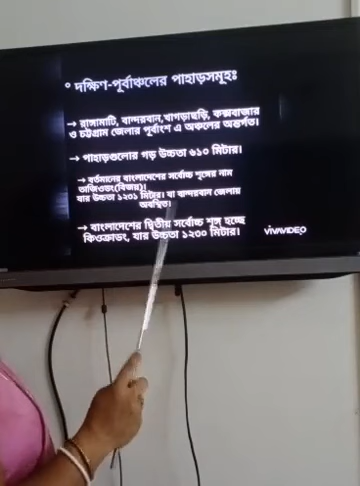 ° দক্ষিণ-পূর্বাঞ্চলের পাহাড়সমূহঃ
→ রাঙ্গামাটি, বান্দরবান,খাগড়াছড়ি, কক্সবাজার
ও চট্টগ্রাম জেলার পূর্বাংশ এ অঞ্চলের অন্তর্গত।
→ পাহাড়গুলোর গড় উচ্চতা ৬১০ মিটার।
→ বর্তমানের বাংলাদেশের সর্বোচ্চ শৃঙ্গের নাম
তাজিওডং(বিজয়)।
যার উচ্চতা ১২৩১ মিটার। যা বান্দরবান জেলায়
অবস্থিত।
→ বাংলাদেশের দ্বিতীয় সর্বোচ্চ শৃঙ্গ হচ্ছে
কিওক্রাডং, যার উচ্চতা ১২৩০ মিটার।
VIVAVIDEO